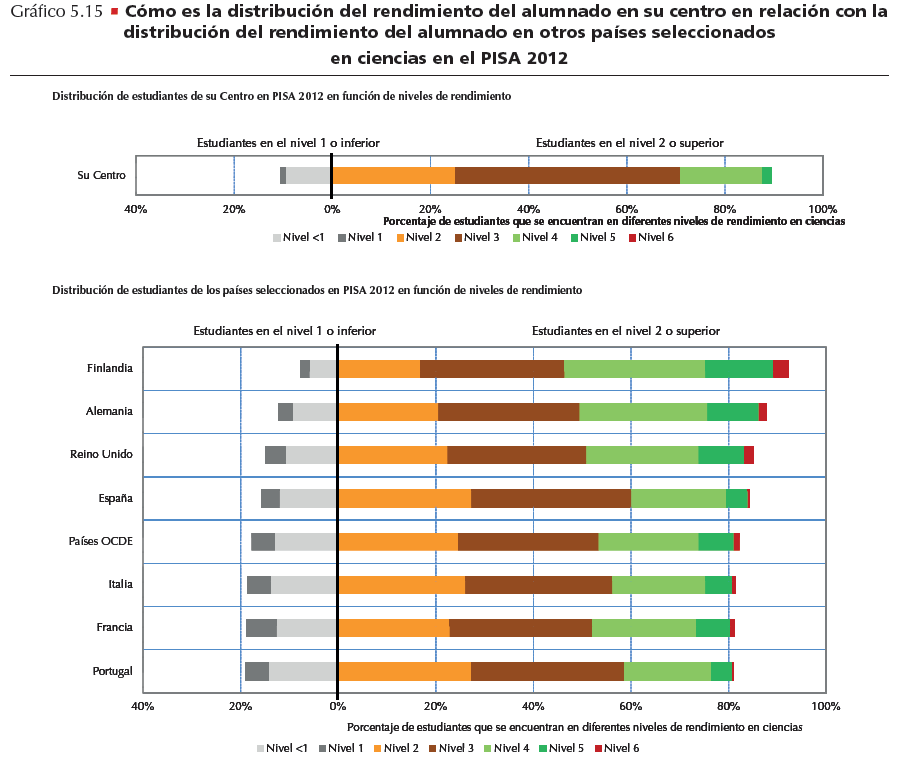 Gráfico 5.15 ▪ Cómo es la distribución del rendimiento del alumnado en su centro en relación con la
distribución del rendimiento del alumnado en otros países seleccionados
en ciencias en el PISA 2012
Distribución de estudiantes de su Centro en PISA 2012 en función de niveles de rendimiento
Estudiantes en el nivel 1 o inferior Estudiantes en el nivel 2 o superior
Su Centro
40% 20% 0% 20% 40% 60% 80% 100%
Porcentaje de estudiantes que se encuentran en diferentes niveles de rendimiento en ciencias
Nivel <1 Nivel 1 Nivel 2 Nivel 3 Nivel 4 Nivel 5 Nivel 6
Distribución de estudiantes de los países seleccionados en PISA 2012 en función de niveles de rendimiento
Estudiantes en el nivel 1 o inferior Estudiantes en el nivel 2 o superior
Finlandia
Alemania
Reino Unido
España
Países OCDE
Italia
Francia
Portugal
40% 20% 0% 20% 40% 60% 80% 100%
Porcentaje de estudiantes que se encuentran en diferentes niveles de rendimiento en ciencias
Nivel <1 Nivel 1 Nivel 2 Nivel 3 Nivel 4 Nivel 5 Nivel 6